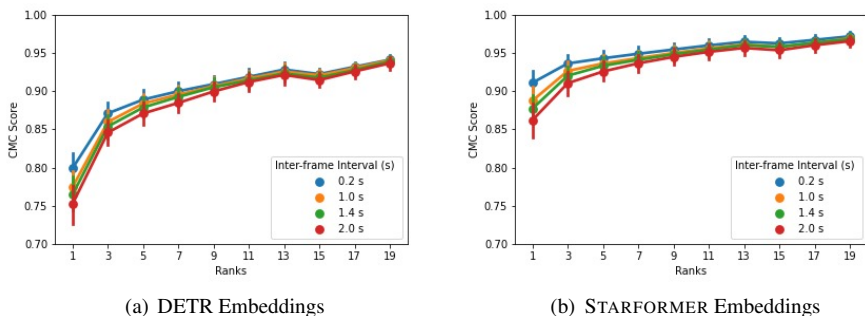 1.00
0.95
0.90
0.85
0.80
0.75
0.70
CMC Score
1 3 5 7 9 11 13 15 17 19
Ranks
Inter-frame Interval (s)
0.2 s
1.0 s
1.4 s
2.0 s
(a) DETR Embeddings
1.00
0.95
0.90
0.85
0.80
0.75
0.70
CMC Score
1 3 5 7 9 11 13 15 17 19
Ranks
Inter-frame Interval (s)
0.2 s
1.0 s
1.4 s
2.0 s
(b) STARFORMER Embeddings